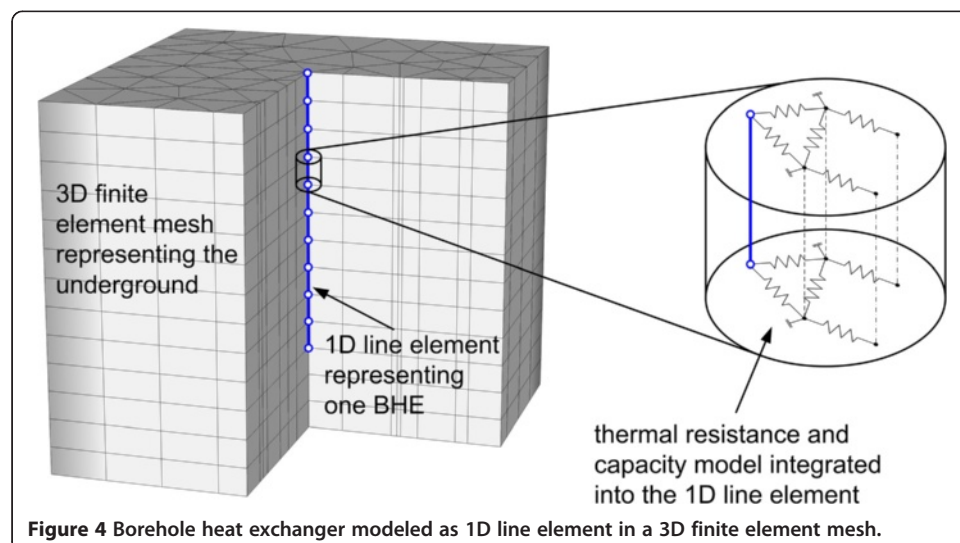 3D finite
element mesh
representing the
underground
1D line element
representing
one BHE
thermal resistance and
capacity model integrated
into the 1D line element
Figure 4 Borehole heat exchanger modeled as 1D line element in a 3D finite element mesh.